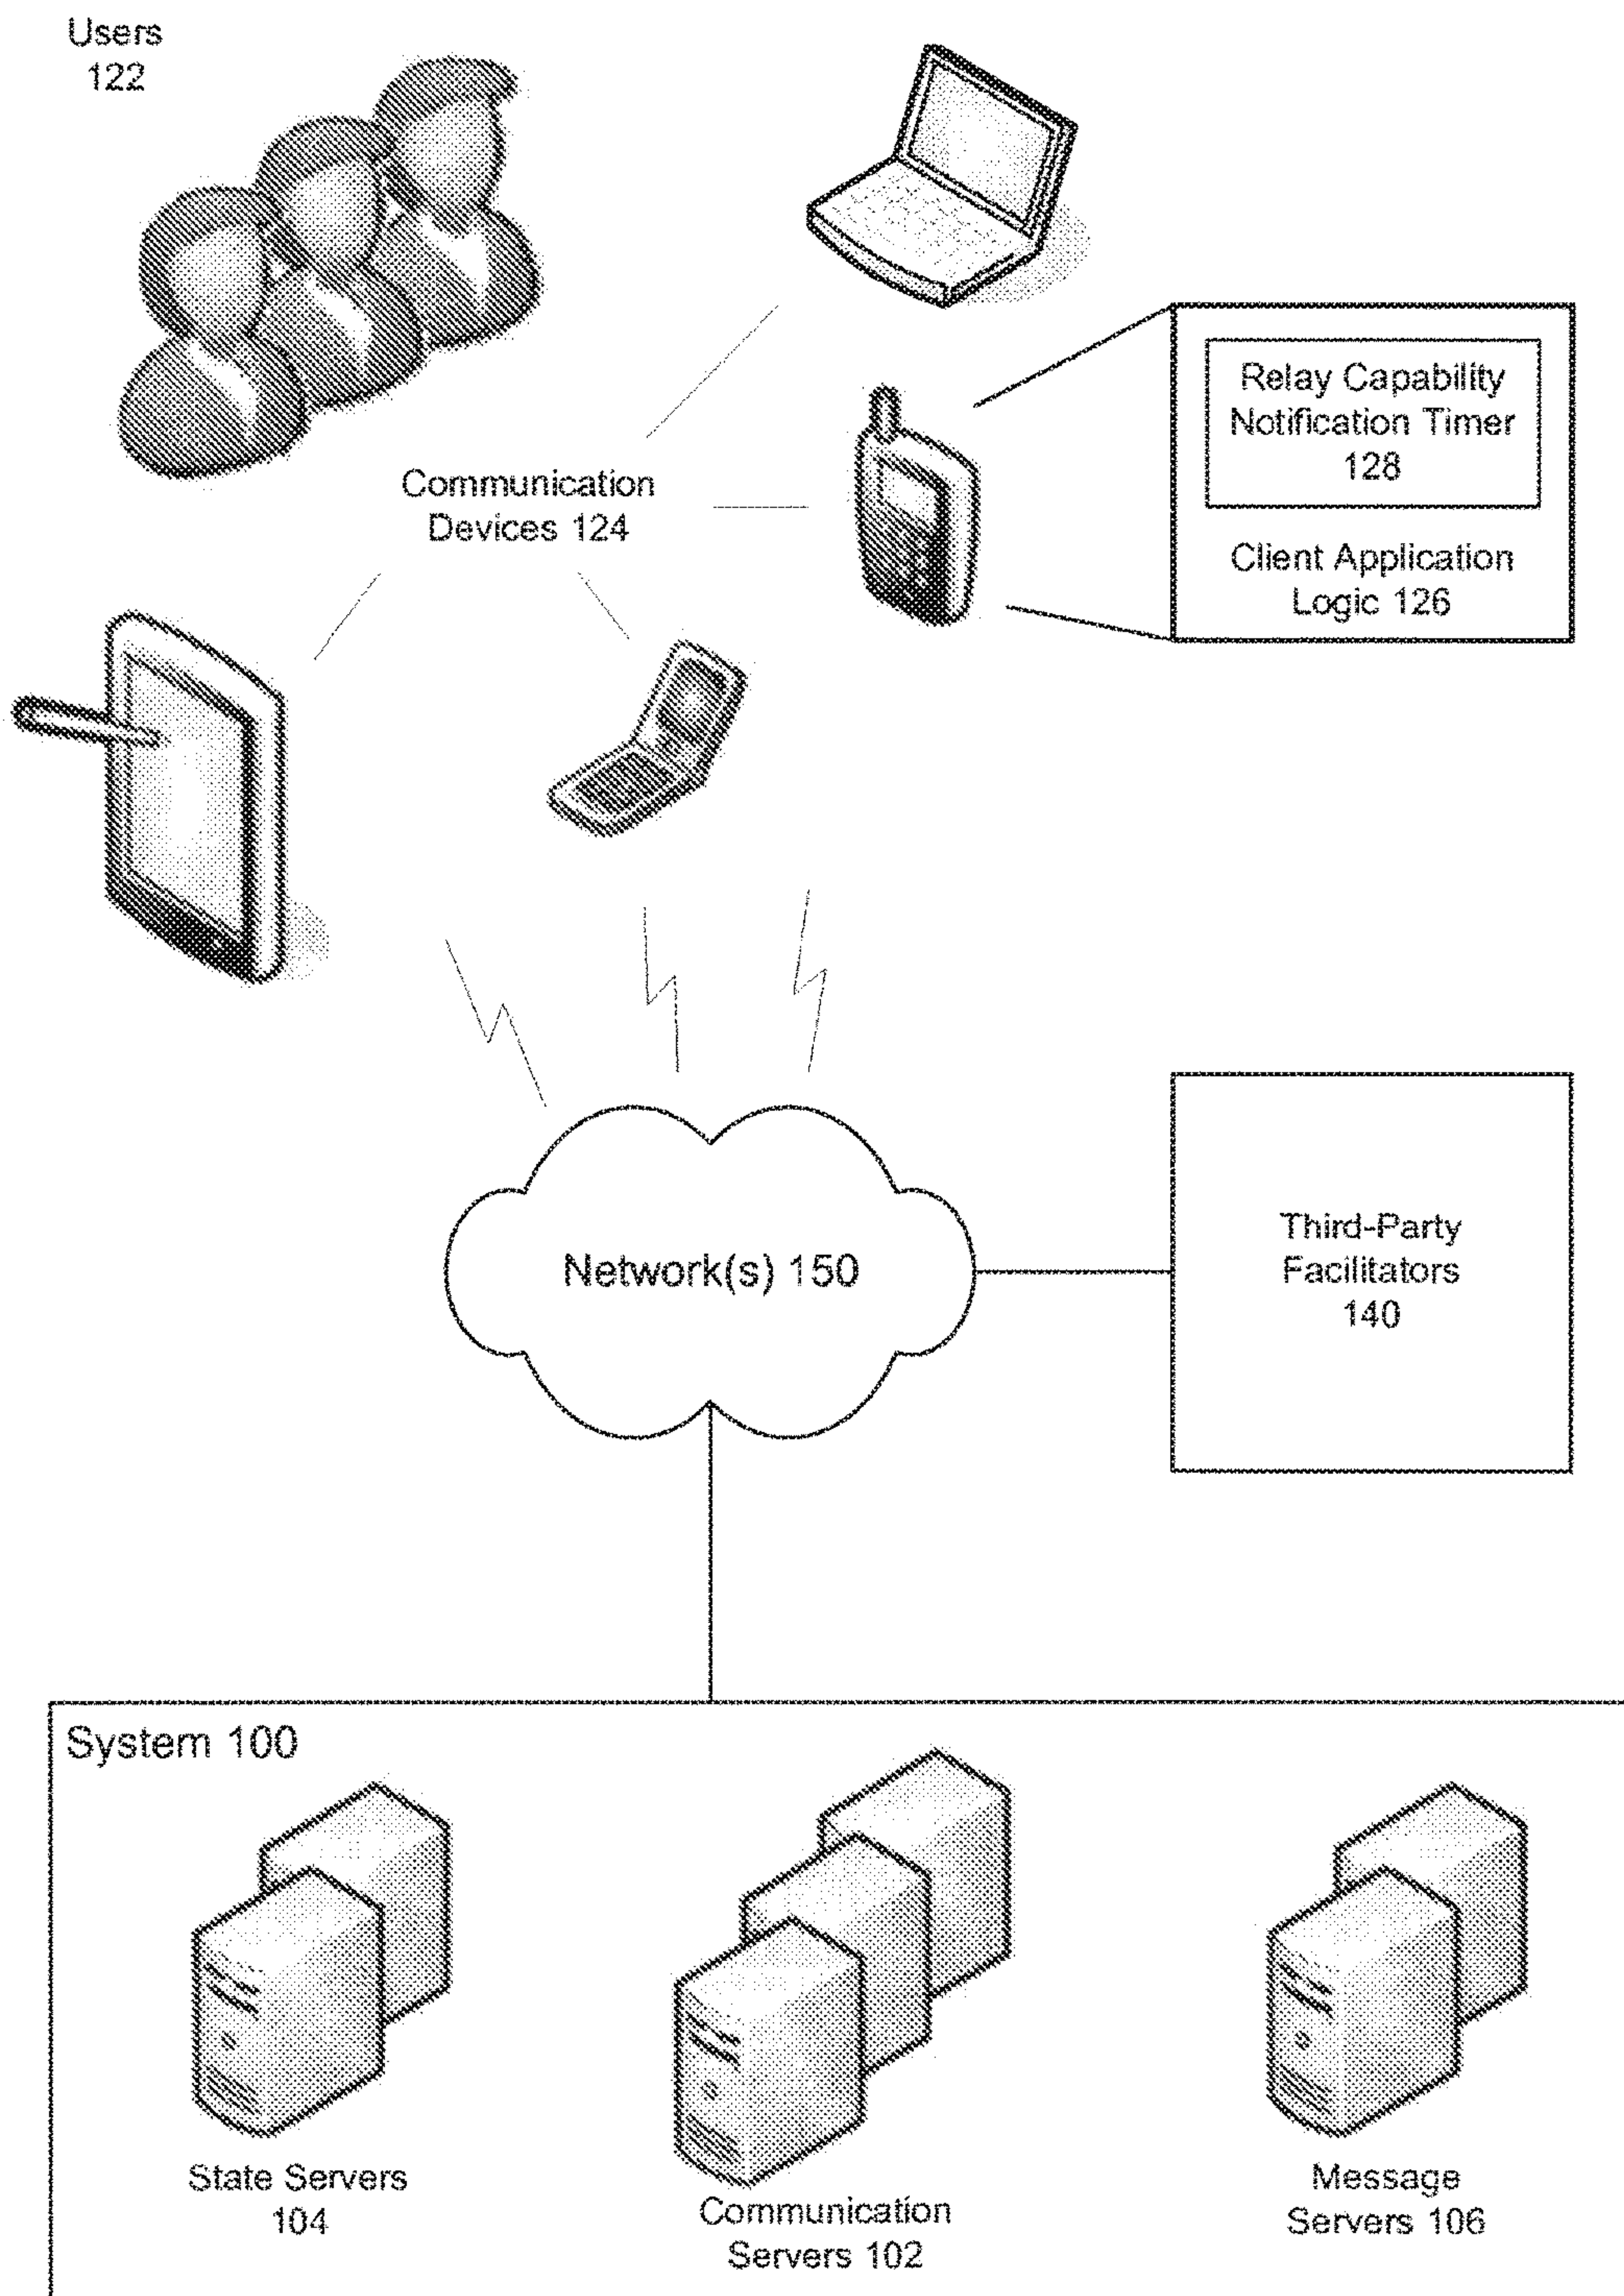 Users
122
Relay Capability
Notification Timer
128
Client Application
Logic 126
Communication
Devices 124
Network(s) 150
Third-Party
Facilitators
140
System 100
State Servers
104
Communication
Servers 102
Message
Servers 106